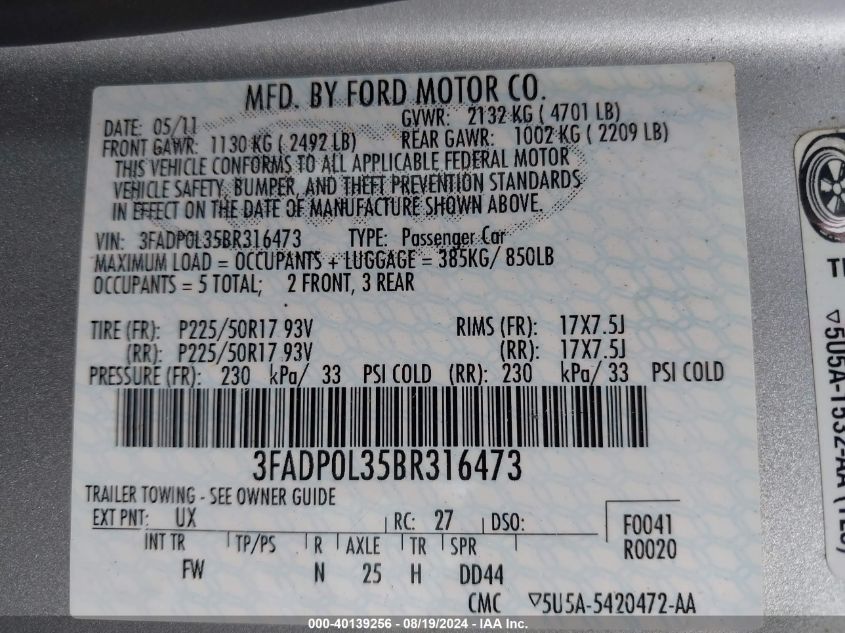 MFD. BY FORD MOTOR CO.
DATE: 05/11 GVWR: 2132 KG ( 4701 LB)
FRONT GAWR: 1130 KG ( 2492 LB) REAR GAWR: 1002 KG ( 2209 LB)
THIS VEHICLE CONFORMS TO ALL APPLICABLE FEDERAL MOTOR
VEHICLE SAFETY, BUMPER, AND THEFT PREVENTION STANDARDS
IN EFFECT ON THE DATE OF MANUFACTURE SHOWN ABOVE.
VIN: 3FADP0L35BR316473 TYPE: Passenger Car
MAXIMUM LOAD = OCCUPANTS + LUGGAGE = 385KG/ 850LB
OCCUPANTS = 5 TOTAL; 2 FRONT, 3 REAR
TIRE (FR): P225/50R17 93V RIMS (FR): 17X7.5J
(RR): P225/50R17 93V (RR): 17X7.5J
PRESSURE (FR): 230 kPa/ 33 PSI COLD (RR): 230 kPa/ 33 PSI COLD
3FADP0L35BR316473
TRAILER TOWING - SEE OWNER GUIDE
EXT PNT: UX RC: 27 DSO: F0041
INT TR TP/PS R AXLE TR SPR R0020
FW N 25 H DD44
CMC ▽5U5A-5420472-AA
▽5U5A-1532-AA
000-40139256 - 08/19/2024 - IAA Inc.